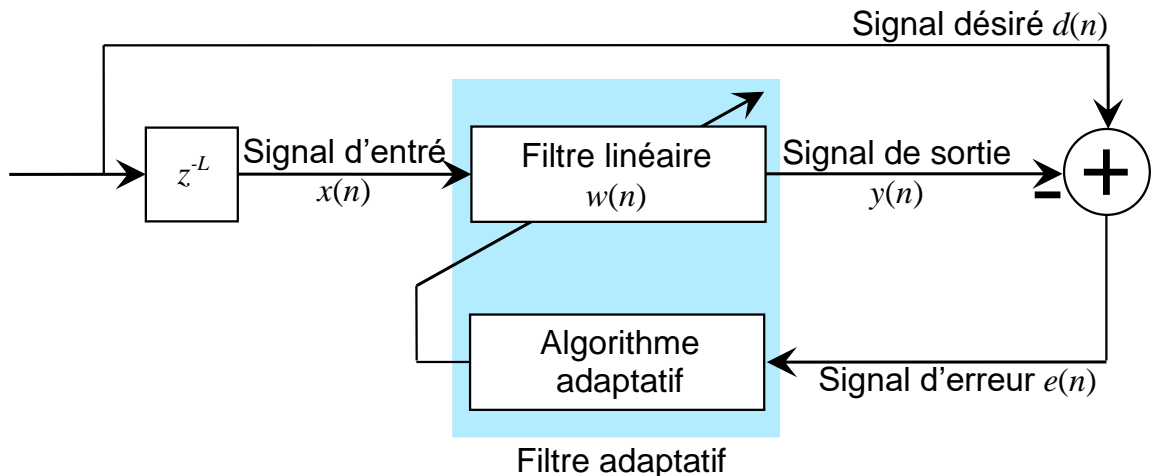 Signal désiré d(n)
z^-L
Signal d'entré
x(n)
Filtre linéaire
w(n)
Signal de sortie
y(n)
+
-
Algorithme
adaptatif
Signal d'erreur e(n)
Filtre adaptatif